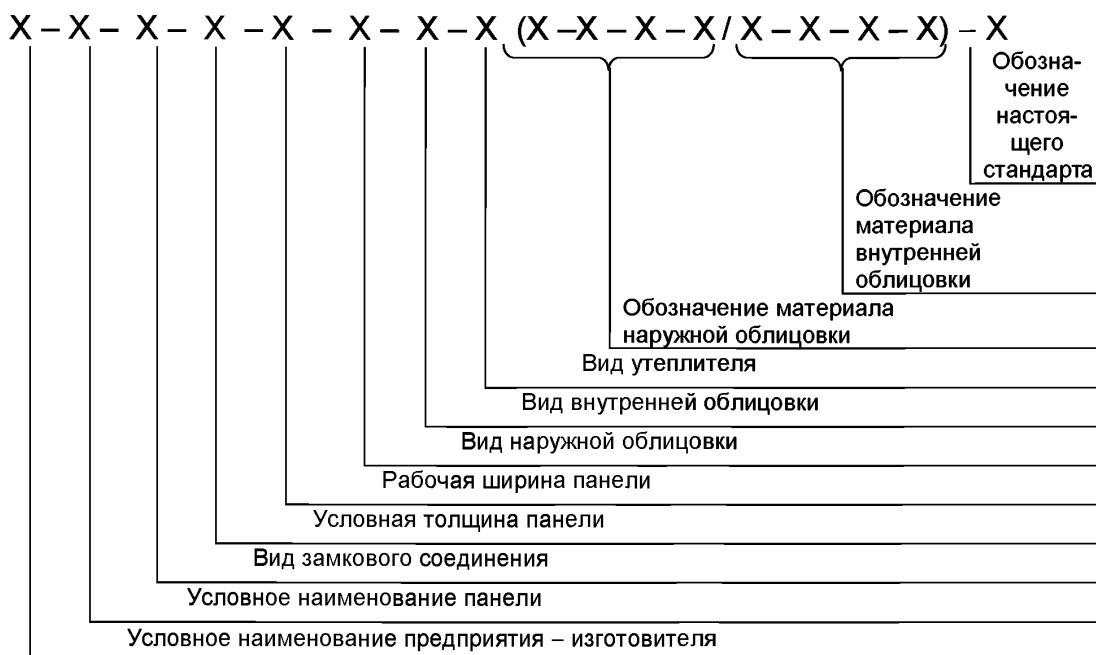 X – X – X – X – X – X – X – X (X –X – X – X / X – X – X – X) – X
Обозна-
чение
настоя-
щего
стандарта
Обозначение
материала
внутренней
облицовки
Обозначение материала
наружной облицовки
Вид утеплителя
Вид внутренней облицовки
Вид наружной облицовки
Рабочая ширина панели
Условная толщина панели
Вид замкового соединения
Условное наименование панели
Условное наименование предприятия – изготовителя